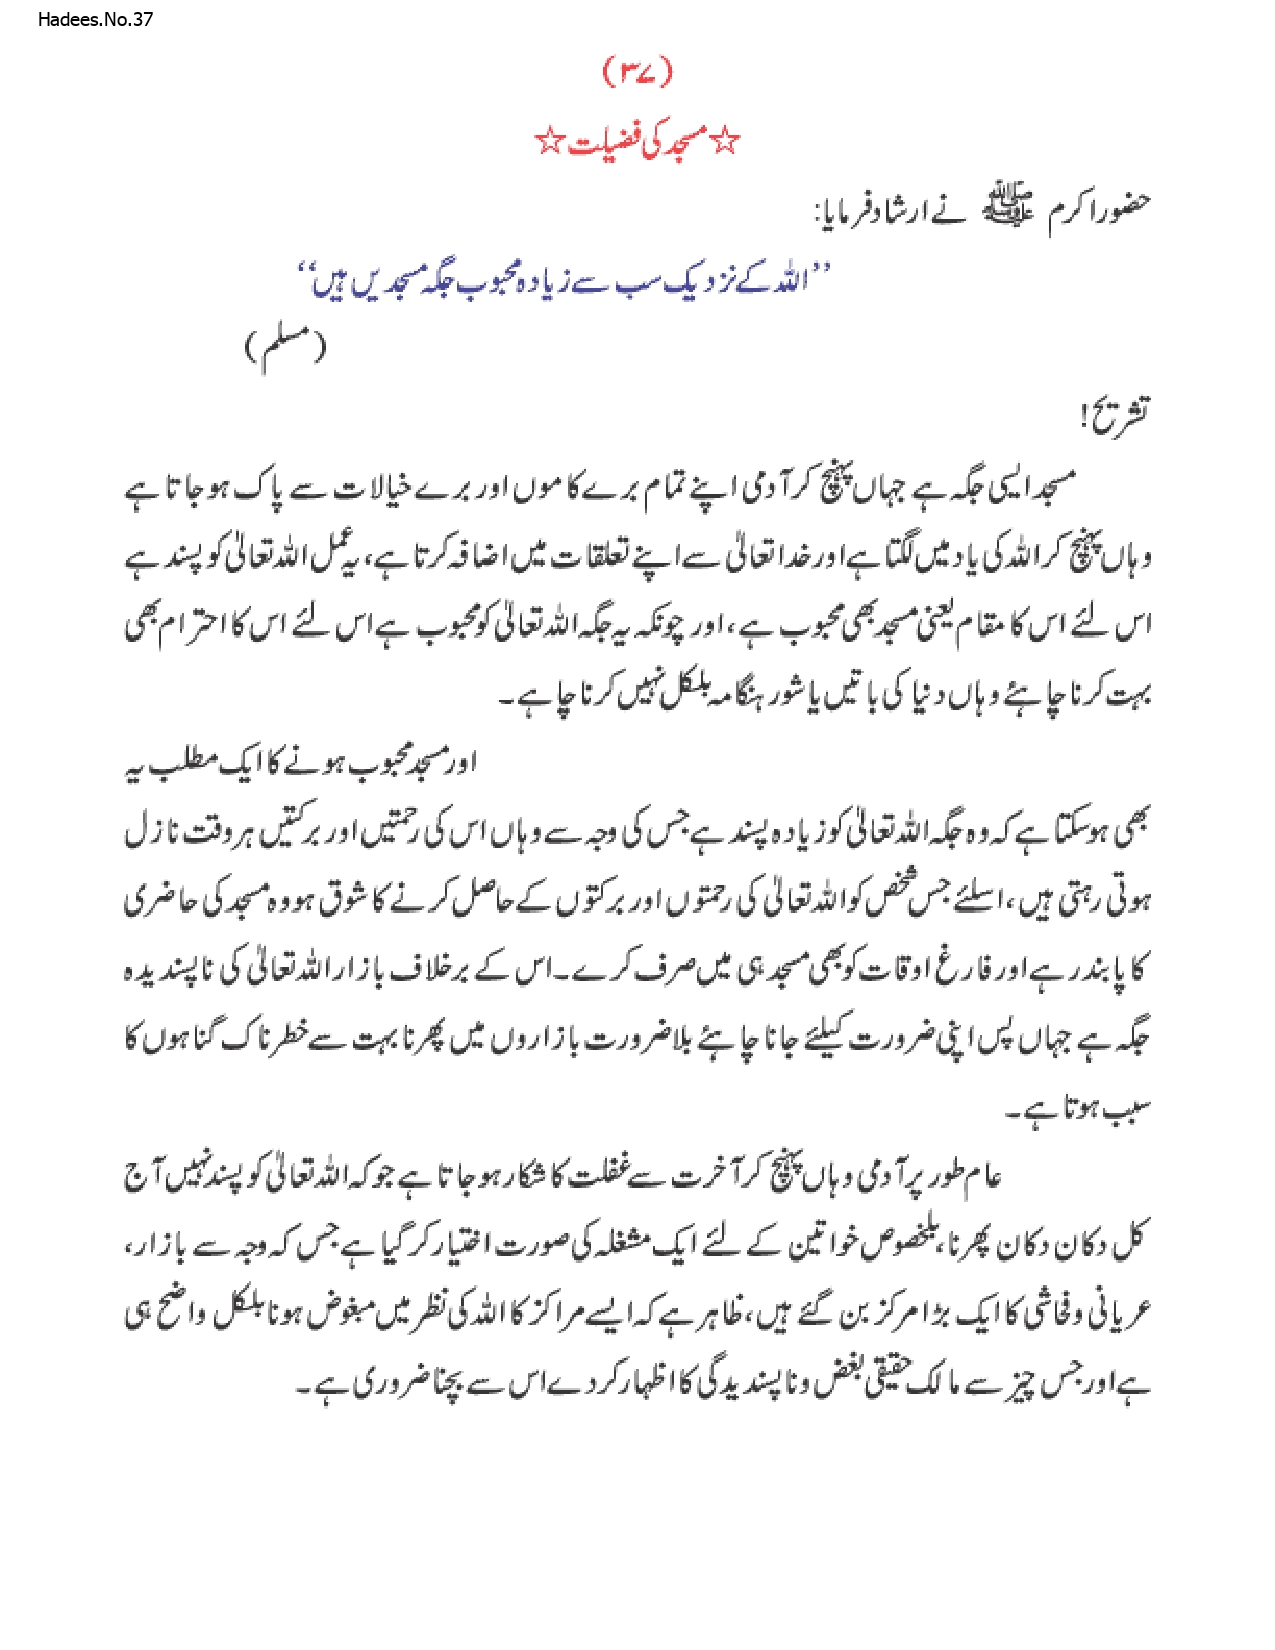 Hadees.No.37
(۳۷)
☆مسجد کی فضیلت☆
حضور اکرم ﷺ نے ارشاد فرمایا:
’’اللہ کے نزدیک سب سے زیادہ محبوب جگہ مسجدیں ہیں‘‘
(مسلم)
تشریح!
مسجد ایسی جگہ ہے جہاں پہنچ کر آدمی اپنے تمام برے کاموں اور برے خیالات سے پاک ہو جاتا ہے
وہاں پہنچ کر اللہ کی یاد میں لگتا ہے اور خدا تعالیٰ سے اپنے تعلقات میں اضافہ کرتا ہے، یہ عمل اللہ تعالیٰ کو پسند ہے
اس لئے اس کا مقام یعنی مسجد بھی محبوب ہے، اور چونکہ یہ جگہ اللہ تعالیٰ کو محبوب ہے اس لئے اس کا احترام بھی
بہت کرنا چاہئے وہاں دنیا کی باتیں یا شور ہنگامہ بلکل نہیں کرنا چاہے۔
اور مسجد محبوب ہونے کا ایک مطلب یہ
بھی ہو سکتا ہے کہ وہ جگہ اللہ تعالیٰ کو زیادہ پسند ہے جس کی وجہ سے وہاں اس کی رحمتیں اور برکتیں ہر وقت نازل
ہوتی رہتی ہیں، اسلئے جس شخص کو اللہ تعالیٰ کی رحمتوں اور برکتوں کے حاصل کرنے کا شوق ہو وہ مسجد کی حاضری
کا پابند رہے اور فارغ اوقات کو بھی مسجد ہی میں صرف کرے۔ اس کے برخلاف بازار اللہ تعالیٰ کی ناپسندیدہ
جگہ ہے جہاں پس اپنی ضرورت کیلئے جانا چاہئے بلا ضرورت بازاروں میں پھرنا بہت سے خطرناک گناہوں کا
سبب ہوتا ہے۔
عام طور پر آدمی وہاں پہنچ کر آخرت سے غفلت کا شکار ہو جاتا ہے جو کہ اللہ تعالیٰ کو پسند نہیں آج
کل دکان دکان پھرنا، بلخصوص خواتین کے لئے ایک مشغلہ کی صورت اختیار کر گیا ہے جس کہ وجہ سے بازار،
عریانی و فحاشی کا ایک بڑا مرکز بن گئے ہیں، ظاہر ہے کہ ایسے مراکز کا اللہ کی نظر میں مبغوض ہونا بلکل واضح ہی
ہے اور جس چیز سے مالک حقیقی بغض و ناپسندیدگی کا اظہار کر دے اس سے بچنا ضروری ہے۔